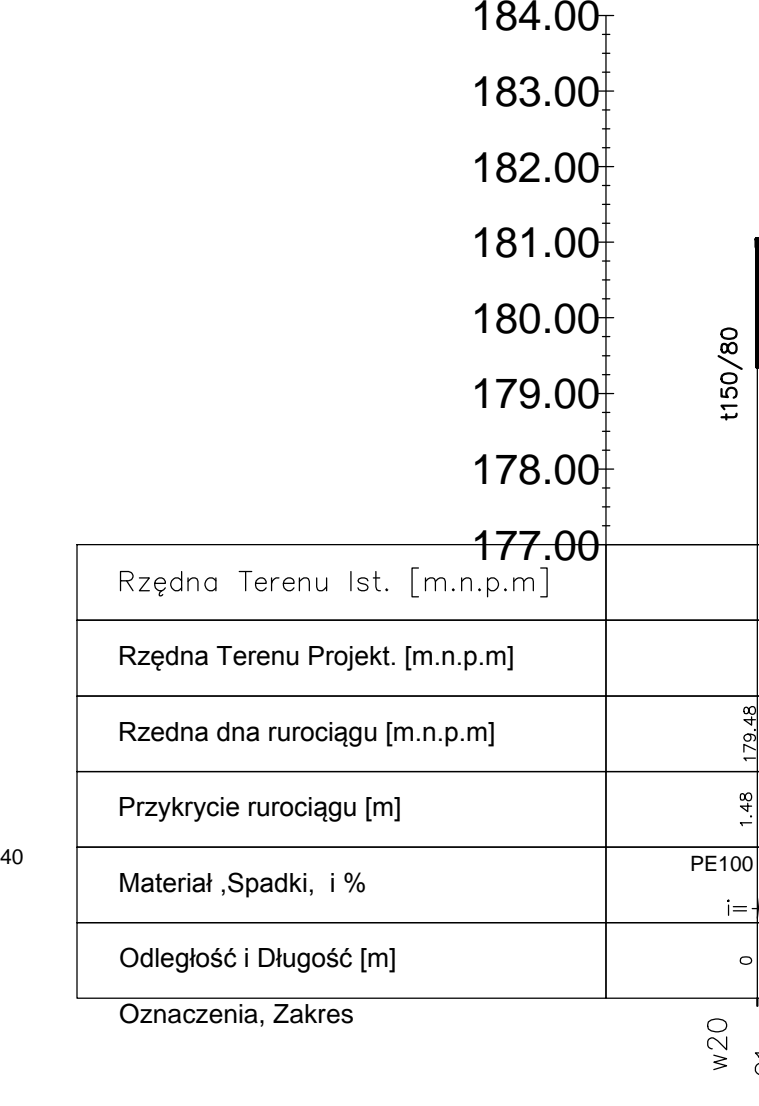 184.00
183.00
182.00
181.00
180.00
179.00
178.00
177.00
t150/80
Rzędna Terenu Ist. [m.n.p.m]
Rzędna Terenu Projekt. [m.n.p.m]
Rzedna dna rurociągu [m.n.p.m]
179.48
Przykrycie rurociągu [m]
1.48
40
Materiał ,Spadki, i %
PE100
i=
Odległość i Długość [m]
0
Oznaczenia, Zakres
w20